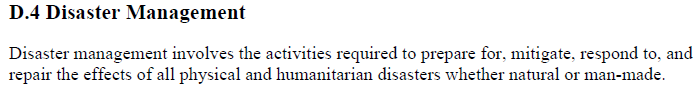 D.4 Disaster Management
Disaster management involves the activities required to prepare for, mitigate, respond to, and
repair the effects of all physical and humanitarian disasters whether natural or man-made.